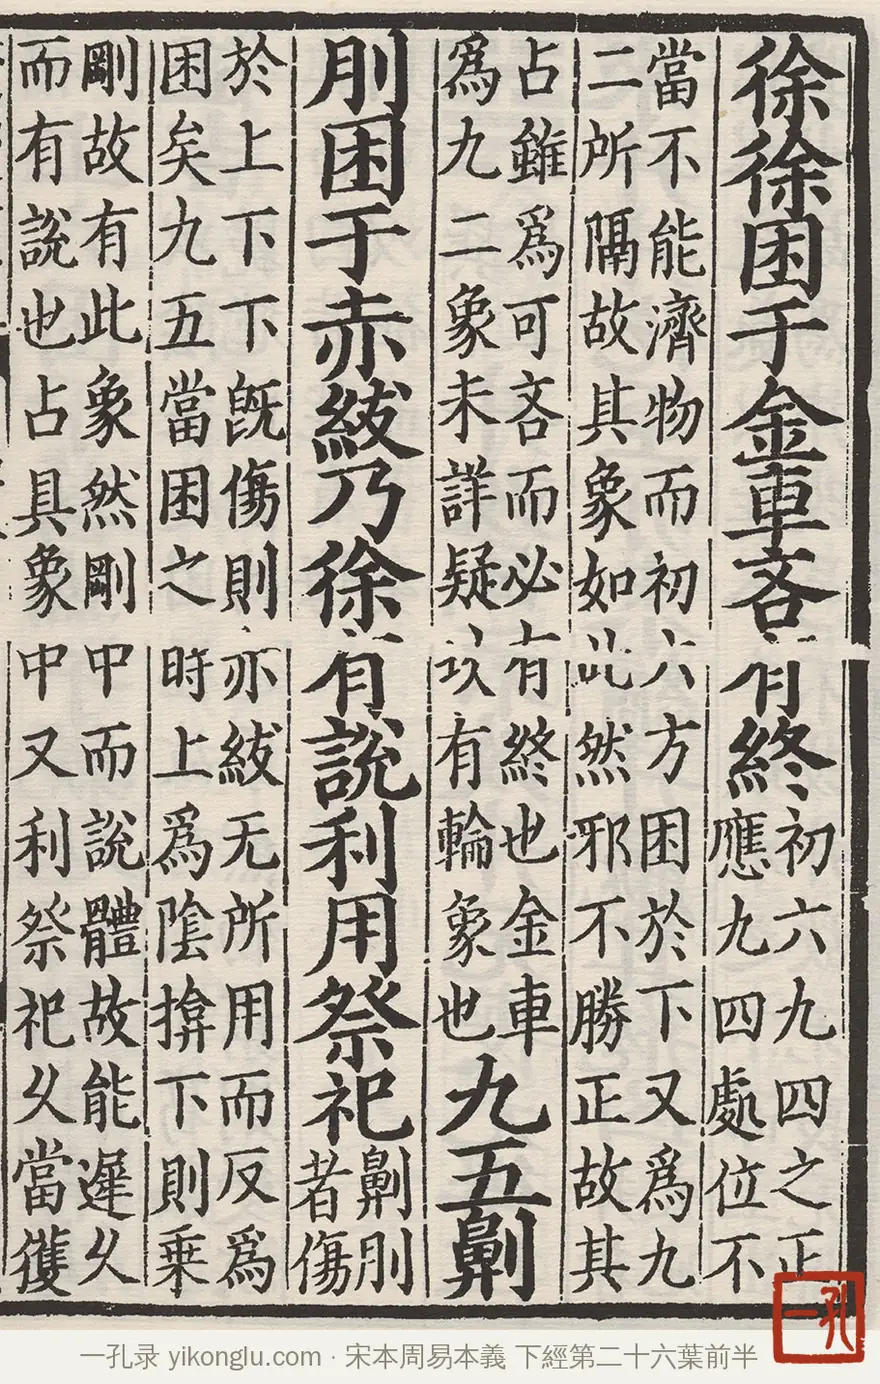 徐徐困于金車吝有終初六九四之正
應九四處位不
當不能濟物而初六方困於下又爲九
二所隔故其象如此然邪不勝正故其
占雖爲可吝而必有終也金車
爲九二象未詳疑坎有輪象也九五劓
刖困于赤紱乃徐有說利用祭祀劓刖
者傷
於上下下旣傷則赤紱无所用而反爲
困矣九五當困之時上爲陰揜下則乗
剛故有此象然剛中而說體故能遲久
而有說也占具象中又利祭祀久當獲
一孔
一孔录 yikonglu.com · 宋本周易本義 下經第二十六葉前半